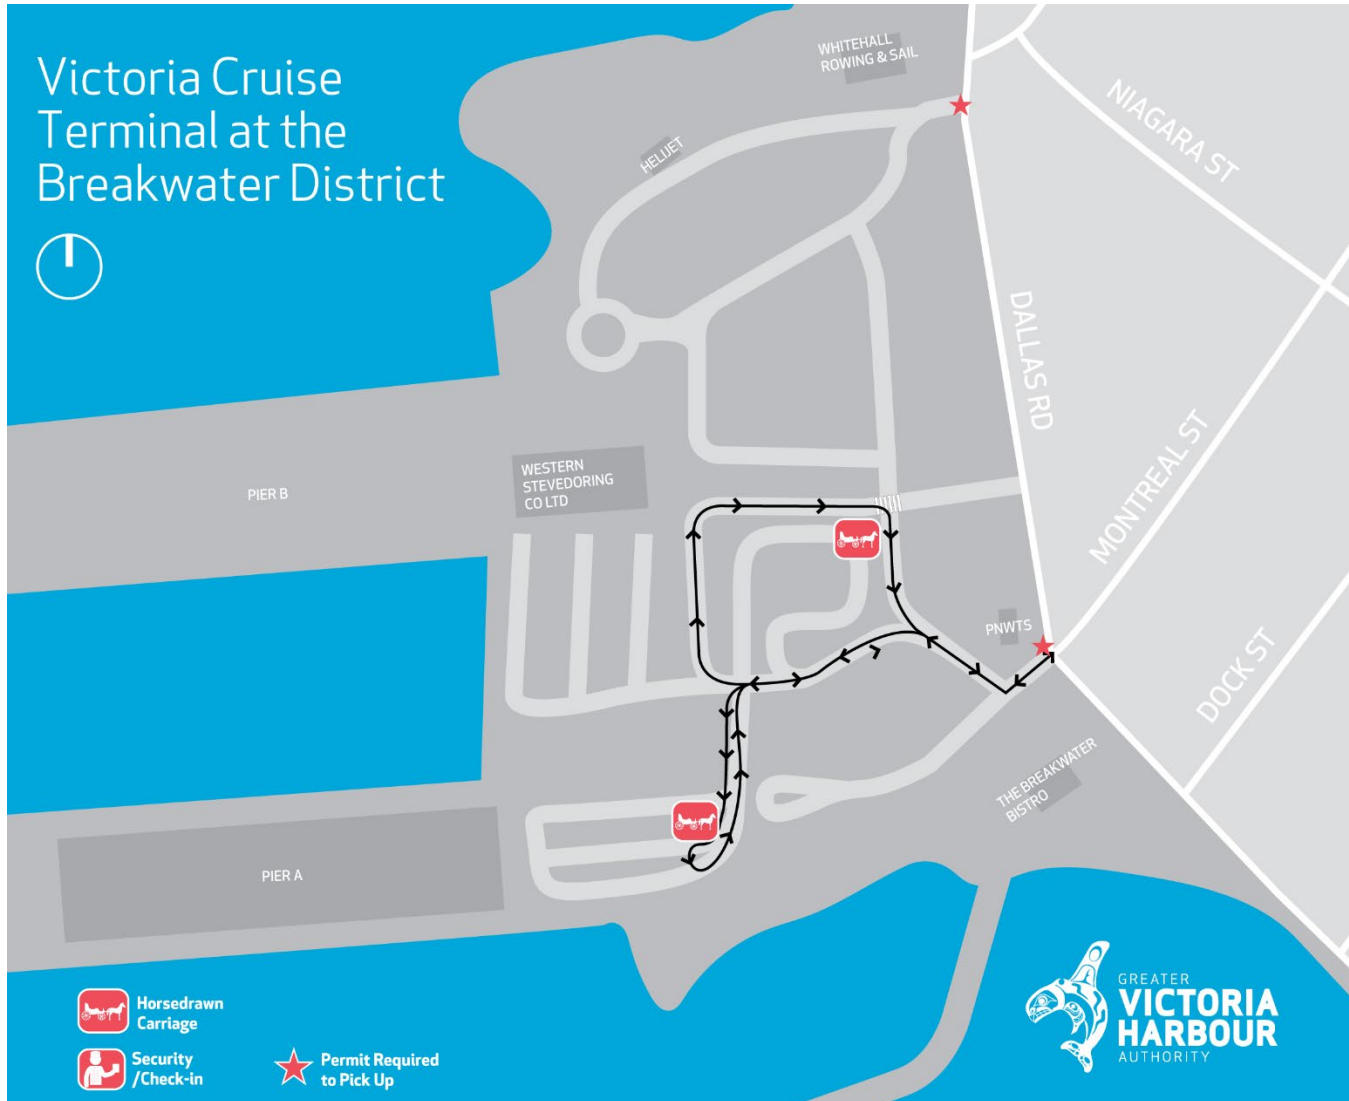 Victoria Cruise
Terminal at the
Breakwater District
WHITEHALL
ROWING & SAIL
HELIJET
NIAGARA ST
DALLAS RD
MONTREAL ST
DOCK ST
WESTERN
STEVEDORING
CO LTD
PIER B
PNWTS
THE BREAKWATER
BISTRO
PIER A
Horsedrawn
Carriage
Security
/Check-in
Permit Required
to Pick Up
GREATER
VICTORIA
HARBOUR
AUTHORITY